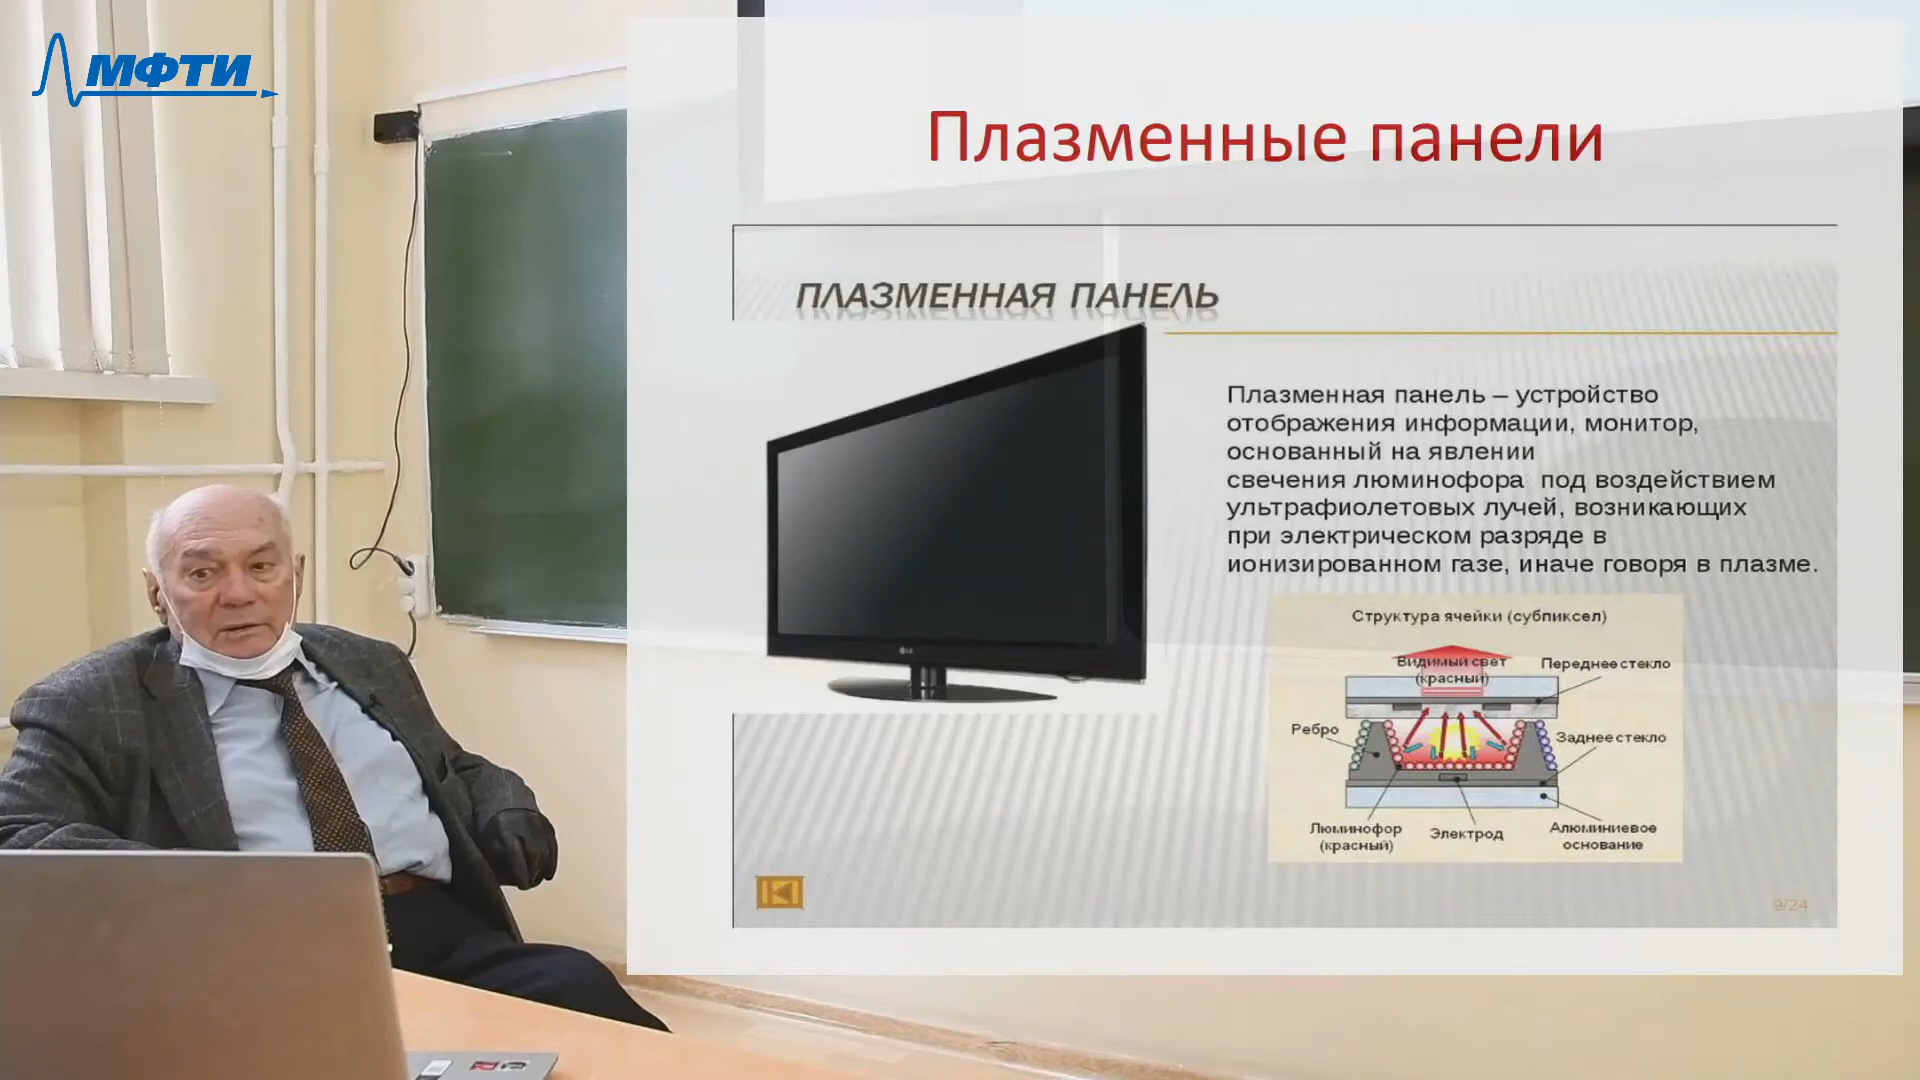 МФТИ
Плазменные панели
ПЛАЗМЕННАЯ ПАНЕЛЬ
Плазменная панель – устройство
отображения информации, монитор,
основанный на явлении
свечения люминофора под воздействием
ультрафиолетовых лучей, возникающих
при электрическом разряде в
ионизированном газе, иначе говоря в плазме.
Структура ячейки (субпиксел)
Видимый свет
(красный)
Переднее стекло
Ребро
Заднее стекло
Люминофор
(красный)
Электрод
Алюминиевое
основание
LG
9/24